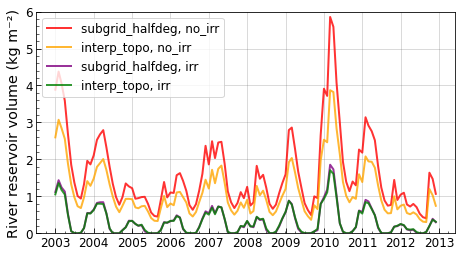 River reservoir volume (kg m⁻²)
6
5
4
3
2
1
0
subgrid_halfdeg, no_irr
interp_topo, no_irr
subgrid_halfdeg, irr
interp_topo, irr
2003 2004 2005 2006 2007 2008 2009 2010 2011 2012 2013